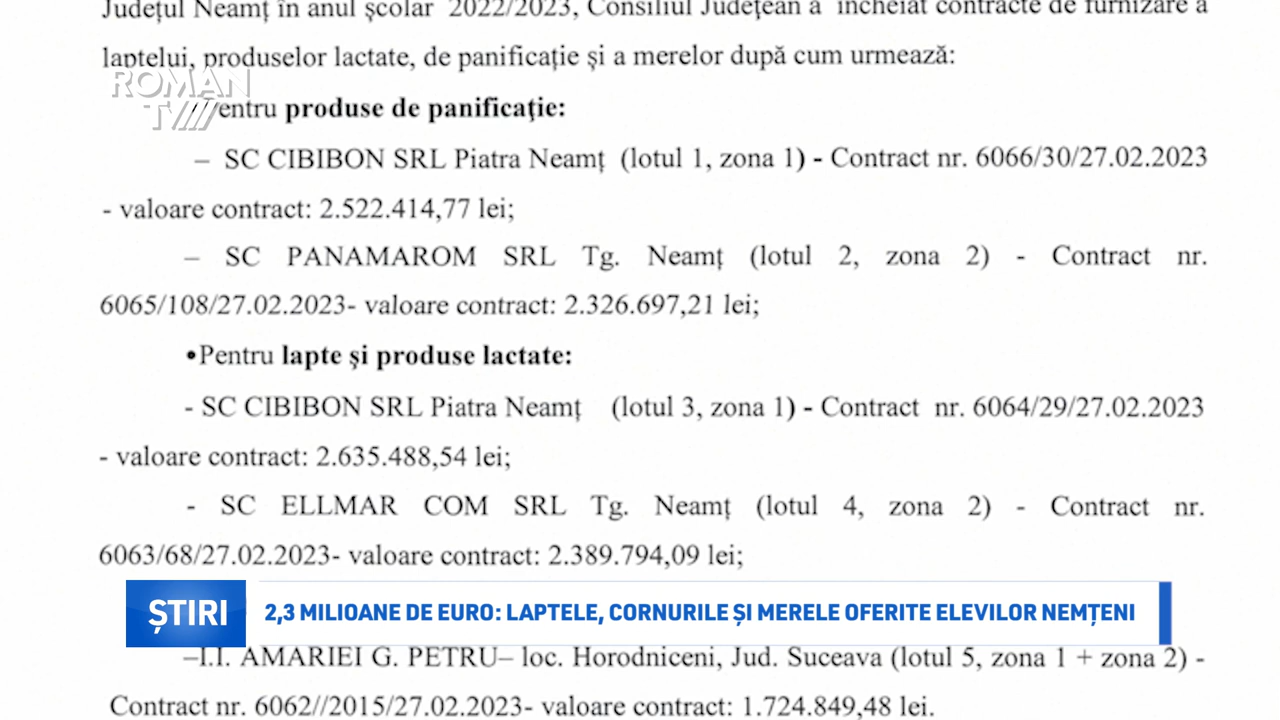 Județul Neamț în anul școlar 2022/2023, Consiliul Județean a încheiat contracte de furnizare a
laptelui, produselor lactate, de panificație și a merelor după cum urmează:
ROMAN
TV
Pentru produse de panificaţie:
– SC CIBIBON SRL Piatra Neamț (lotul 1, zona 1) - Contract nr. 6066/30/27.02.2023
- valoare contract: 2.522.414,77 lei;
– SC PANAMAROM SRL Tg. Neamț (lotul 2, zona 2) - Contract nr.
6065/108/27.02.2023- valoare contract: 2.326.697,21 lei;
•Pentru lapte şi produse lactate:
- SC CIBIBON SRL Piatra Neamț (lotul 3, zona 1) - Contract nr. 6064/29/27.02.2023
- valoare contract: 2.635.488,54 lei;
- SC ELLMAR COM SRL Tg. Neamț (lotul 4, zona 2) - Contract nr.
6063/68/27.02.2023- valoare contract: 2.389.794,09 lei;
ȘTIRI 2,3 MILIOANE DE EURO: LAPTELE, CORNURILE ȘI MERELE OFERITE ELEVILOR NEMȚENI
–I.I. AMARIEI G. PETRU– loc. Horodniceni, Jud. Suceava (lotul 5, zona 1 + zona 2) -
Contract nr. 6062//2015/27.02.2023- valoare contract: 1.724.849,48 lei.